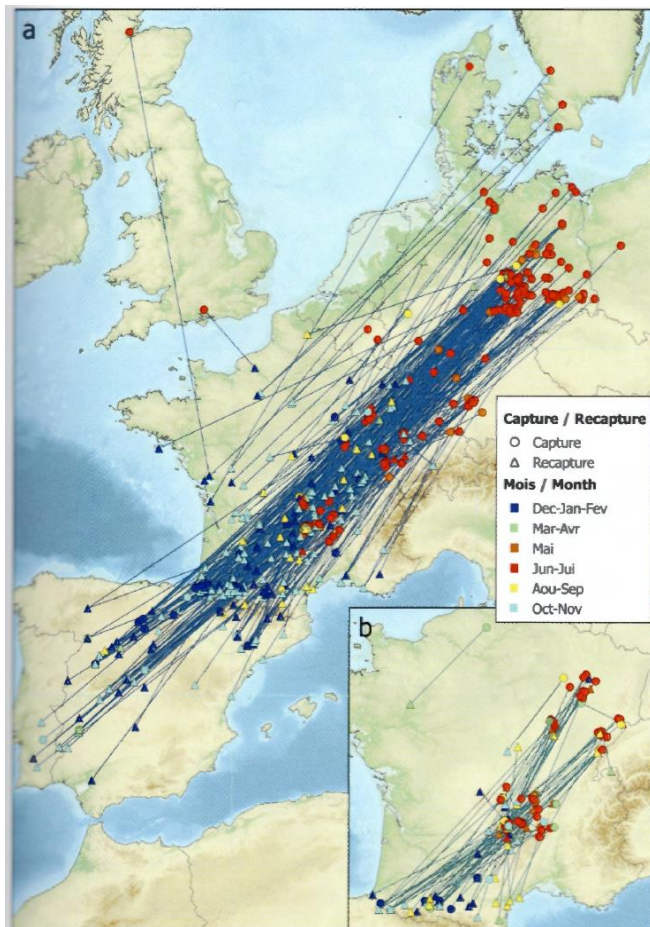 a
Capture / Recapture
Capture
Recapture
Mois / Month
Dec-Jan-Fev
Mar-Avr
Mai
Jun-Jui
Aou-Sep
Oct-Nov
b